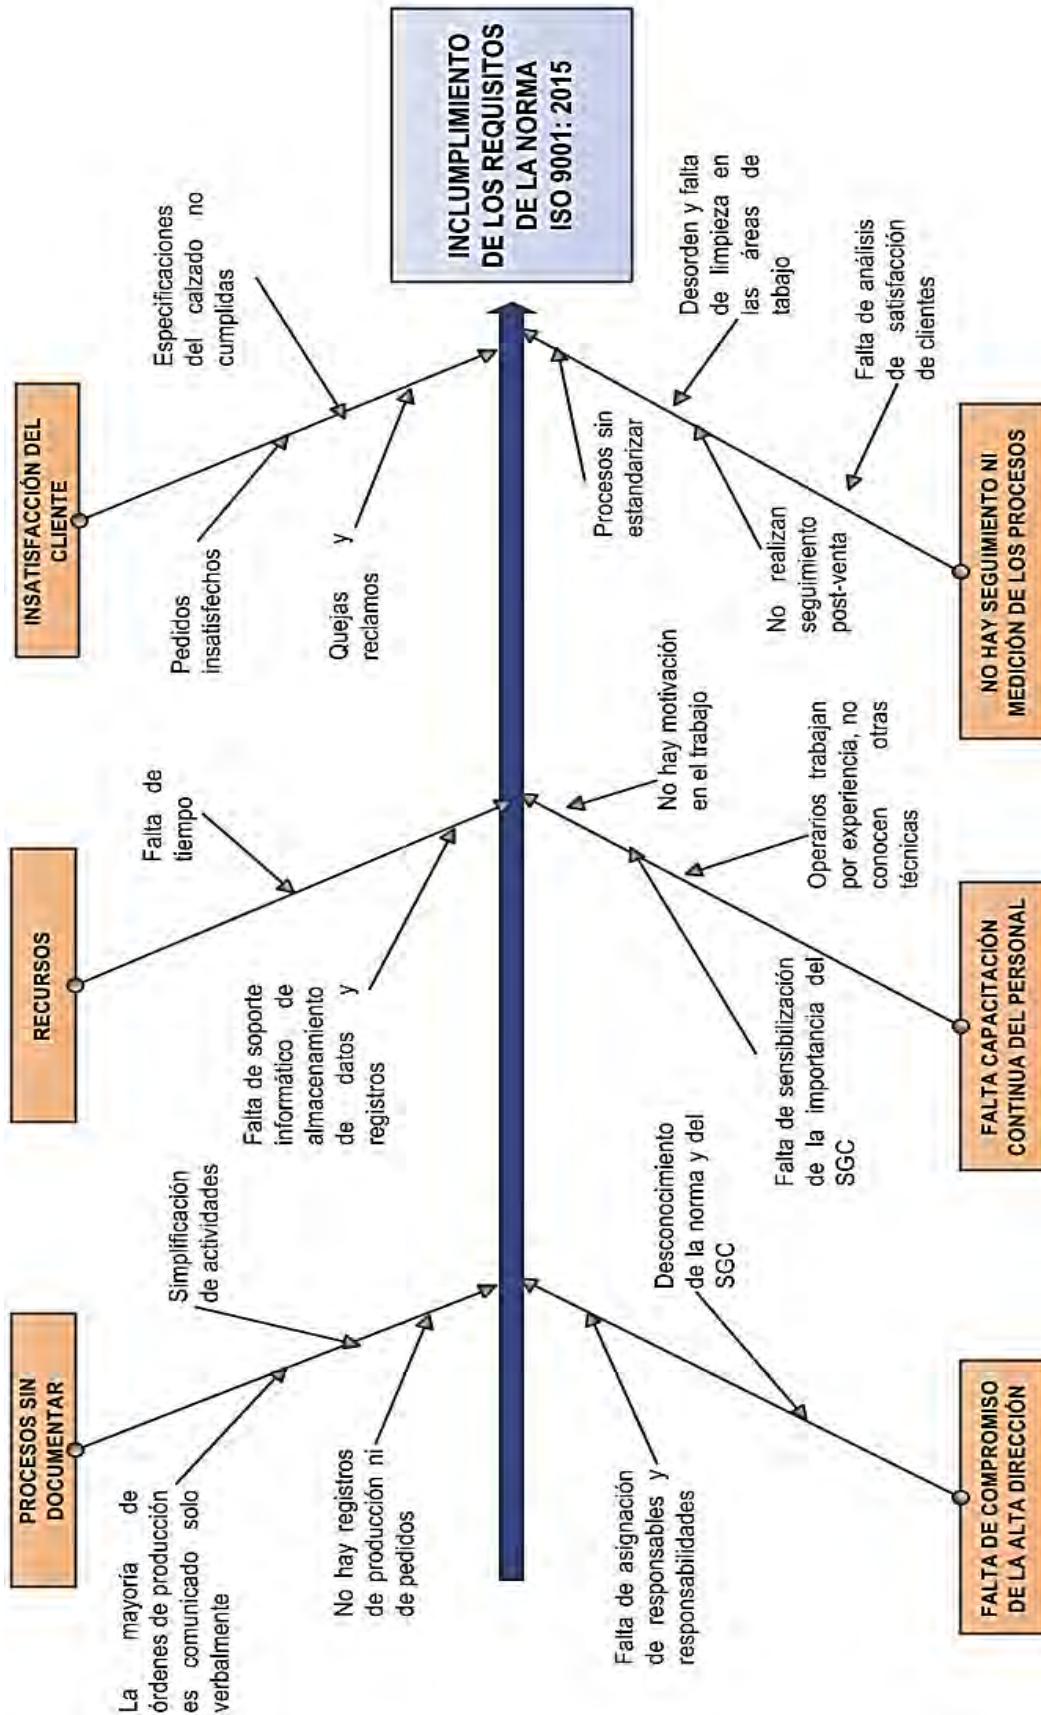 PROCESOS SIN
DOCUMENTAR
RECURSOS
INSATISFACCIÓN DEL
CLIENTE
La mayoría de
órdenes de producción
es comunicado solo
verbalmente
Simplificación
de actividades
No hay registros
de producción ni
de pedidos
Falta de
tiempo
Falta de soporte
informático de
almacenamiento
de datos y
registros
Pedidos
insatisfechos
Especificaciones
del calzado no
cumplidas
Quejas y
reclamos
INCLUMPLIMIENTO
DE LOS REQUISITOS
DE LA NORMA
ISO 9001: 2015
Falta de asignación
de responsables y
responsabilidades
Desconocimiento
de la norma y del
SGC
No hay motivación
en el trabajo
Falta de sensibilización
de la importancia del
SGC
Operarios trabajan
por experiencia, no
conocen otras
técnicas
Procesos sin
estandarizar
Desorden y falta
de limpieza en
las áreas de
tabajo
No realizan
seguimiento
post-venta
Falta de análisis
de satisfacción
de clientes
FALTA DE COMPROMISO
DE LA ALTA DIRECCIÓN
FALTA CAPACITACIÓN
CONTINUA DEL PERSONAL
NO HAY SEGUIMIENTO NI
MEDICIÓN DE LOS PROCESOS